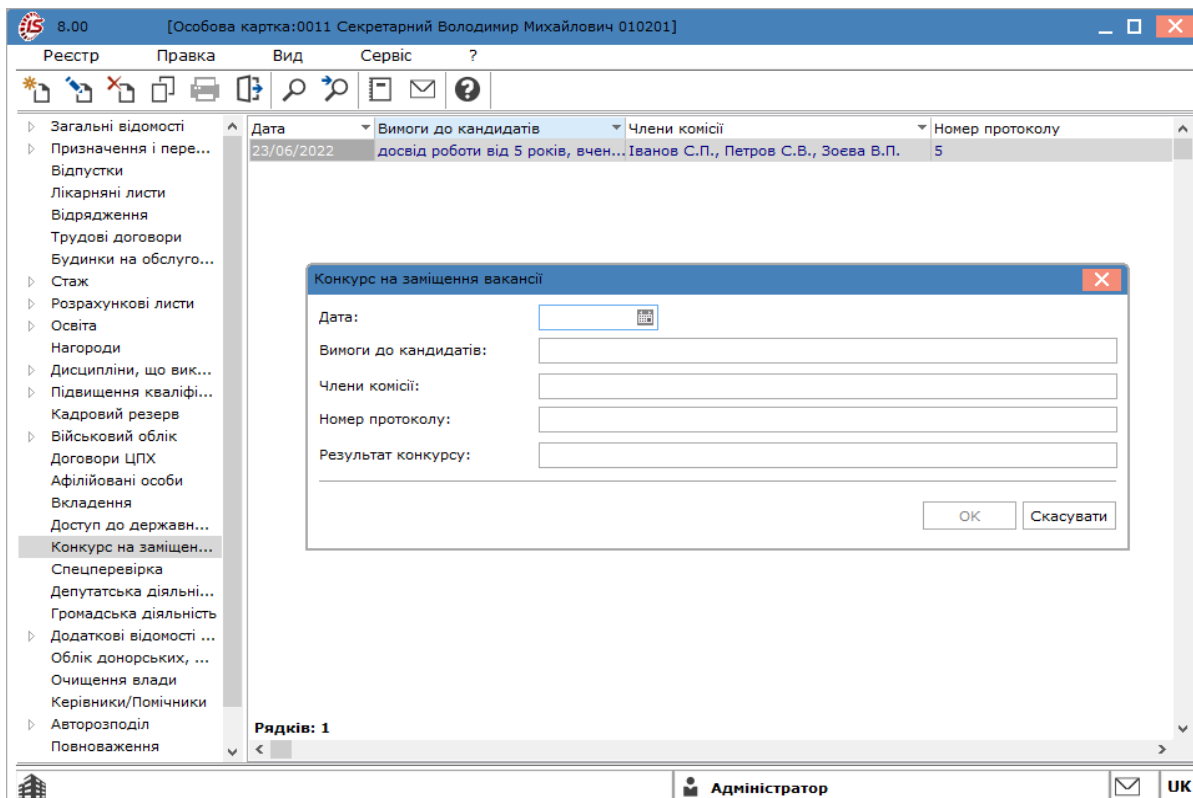 8.00 [Особова картка:0011 Секретарний Володимир Михайлович 010201]
Реєстр Правка Вид Сервіс ?
Загальні відомості
Призначення і пере...
Відпустки
Лікарняні листи
Відрядження
Трудові договори
Будинки на обслуго...
Стаж
Розрахункові листи
Освіта
Нагороди
Дисципліни, що вик...
Підвищення кваліфі...
Кадровий резерв
Військовий облік
Договори ЦПХ
Афілійовані особи
Вкладення
Доступ до державн...
Конкурс на заміщен...
Спецперевірка
Депутатська діяльні...
Громадська діяльність
Додаткові відомості ...
Облік донорських, ...
Очищення влади
Керівники/Помічники
Авторозподіл
Повноваження
Дата Вимоги до кандидатів Члени комісії Номер протоколу
23/06/2022 досвід роботи від 5 років, вчен... Іванов С.П., Петров С.В., Зоєва В.П. 5
Конкурс на заміщення вакансії
Дата:
Вимоги до кандидатів:
Члени комісії:
Номер протоколу:
Результат конкурсу:
OK Скасувати
Рядків: 1
Адміністратор UK